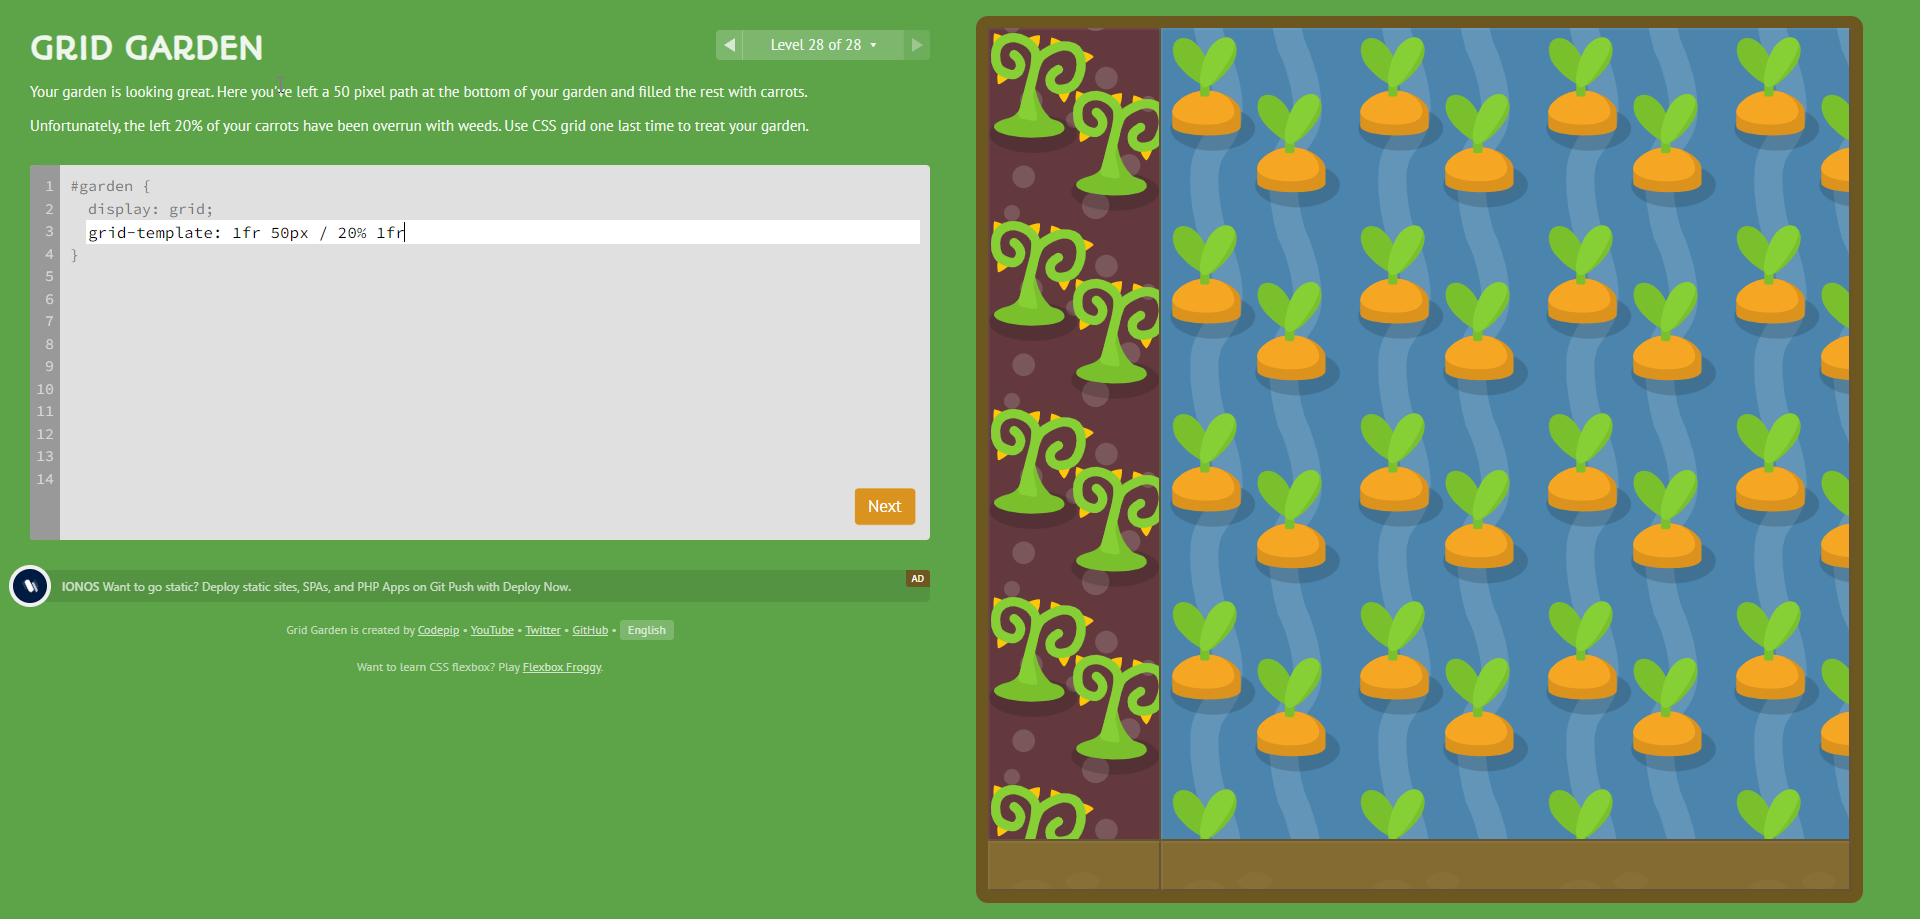 GRID GARDEN
◀ Level 28 of 28 ▾ ▶
Your garden is looking great. Here you've left a 50 pixel path at the bottom of your garden and filled the rest with carrots.
Unfortunately, the left 20% of your carrots have been overrun with weeds. Use CSS grid one last time to treat your garden.
1 #garden {
2 display: grid;
3 grid-template: 1fr 50px / 20% 1fr
4 }
5
6
7
8
9
10
11
12
13
14
Next
IONOS Want to go static? Deploy static sites, SPAs, and PHP Apps on Git Push with Deploy Now.
AD
Grid Garden is created by Codepip • YouTube • Twitter • GitHub • English
Want to learn CSS flexbox? Play Flexbox Froggy.